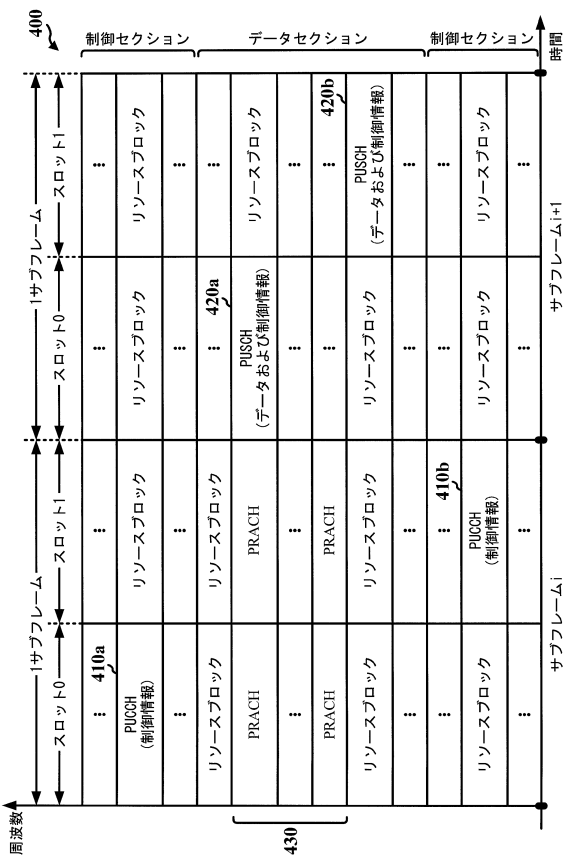 400
周波数
1サブフレーム
1サブフレーム
スロット0
スロット1
スロット0
スロット1
410a
⋮ ⋮ ⋮ ⋮
PUCCH
(制御情報)
リソースブロック
リソースブロック
リソースブロック
制御セクション
⋮ ⋮ ⋮ ⋮
420a
リソースブロック
リソースブロック
⋮ ⋮
PRACH
PRACH
PUSCH
(データおよび制御情報)
リソースブロック
データセクション
430
⋮ ⋮ ⋮ ⋮
420b
PRACH
PRACH
⋮ ⋮
リソースブロック
リソースブロック
リソースブロック
PUSCH
(データおよび制御情報)
⋮ ⋮ ⋮ ⋮
410b
⋮ ⋮ ⋮ ⋮
リソースブロック
PUCCH
(制御情報)
リソースブロック
リソースブロック
制御セクション
⋮ ⋮ ⋮ ⋮
サブフレームi
サブフレームi+1
時間